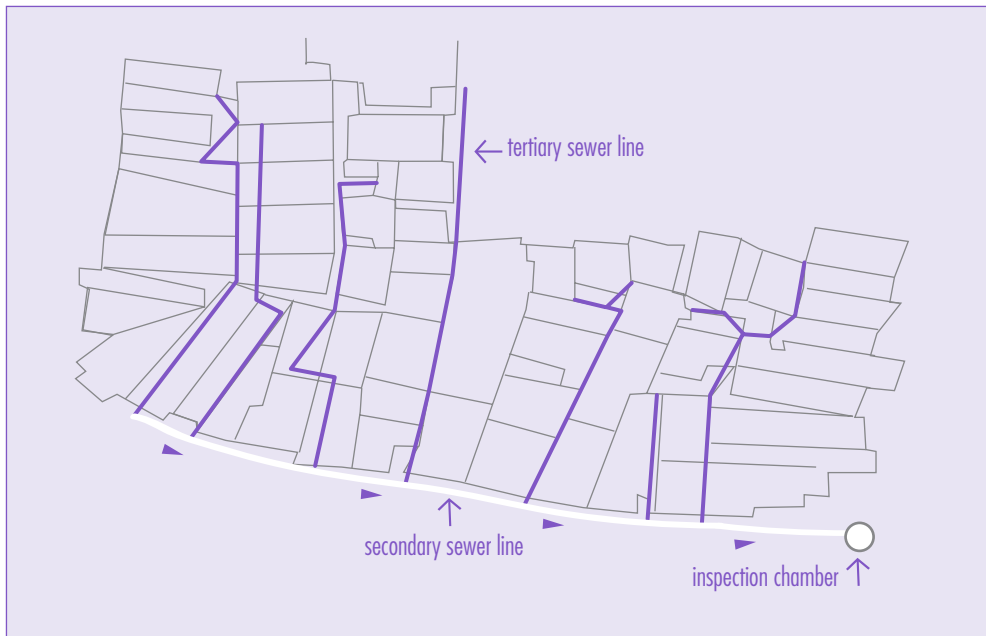 tertiary sewer line
secondary sewer line
inspection chamber